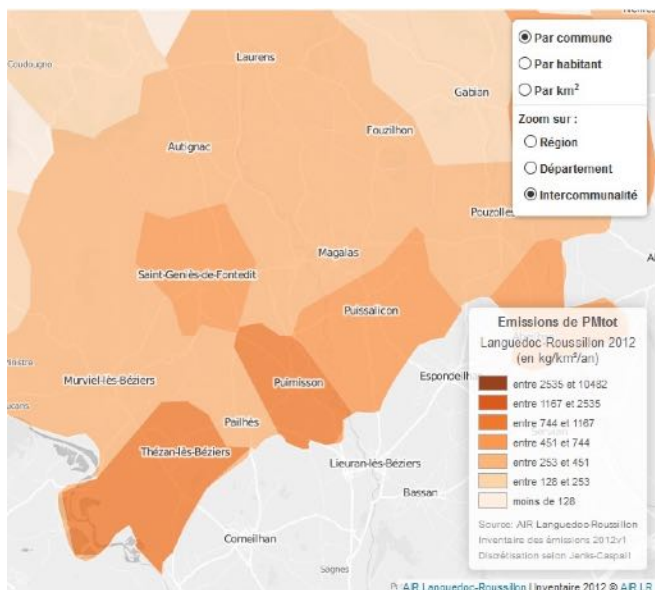 Coudougno
Laurens
Gabian
Fouzilhon
Autignac
Pouzolles
Magalas
Saint-Geniès-de-Fontedit
Puissalicon
Murviel-lès-Béziers
Puimisson
Espondeilhan
Pailhès
Thézan-lès-Béziers
Lieuran-lès-Béziers
Bassan
Corneilhan
Sognes
Par commune
Par habitant
Par km²
Zoom sur :
Région
Département
Intercommunalité
Emissions de PMtot
Languedoc-Roussillon 2012
(en kg/km²/an)
entre 2535 et 10482
entre 1167 et 2535
entre 744 et 1167
entre 451 et 744
entre 253 et 451
entre 128 et 253
moins de 128
Source: AIR Languedoc-Roussillon
Inventaire des émissions 2012v1
Discrétisation selon Jenks-Caspall
AIR Languedoc-Roussillon | Inventaire 2012 © AIR LR